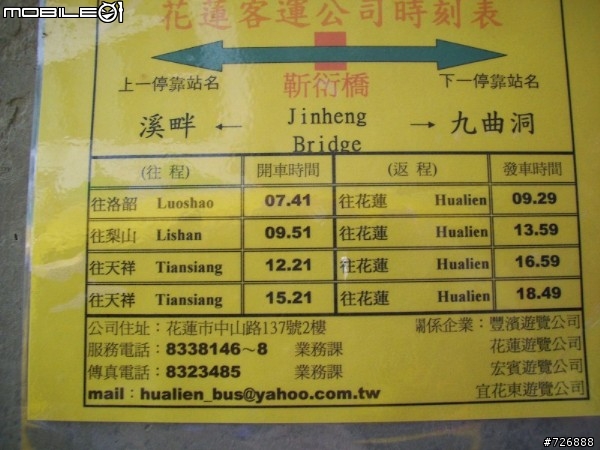 MOBILE01
花蓮客運公司時刻表
上一停靠站名 靳衍橋 下一停靠站名
溪畔 ← Jinheng Bridge → 九曲洞
(往 程) 開車時間 (返 程) 發車時間
往洛韶 Luoshao 07.41 往花蓮 Hualien 09.29
往梨山 Lishan 09.51 往花蓮 Hualien 13.59
往天祥 Tiansiang 12.21 往花蓮 Hualien 16.59
往天祥 Tiansiang 15.21 往花蓮 Hualien 18.49
公司住址：花蓮市中山路137號2樓 關係企業：豐濱遊覽公司
服務電話：8338146～8 業務課 花蓮遊覽公司
傳真電話：8323485 業務課 宏賓遊覽公司
mail：hualien_bus@yahoo.com.tw 宜花東遊覽公司
#726888